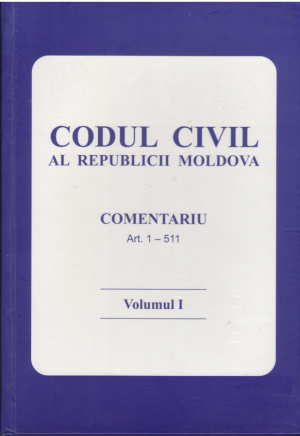 CODUL CIVIL
AL REPUBLICII MOLDOVA
COMENTARIU
Art. 1 – 511
Volumul I